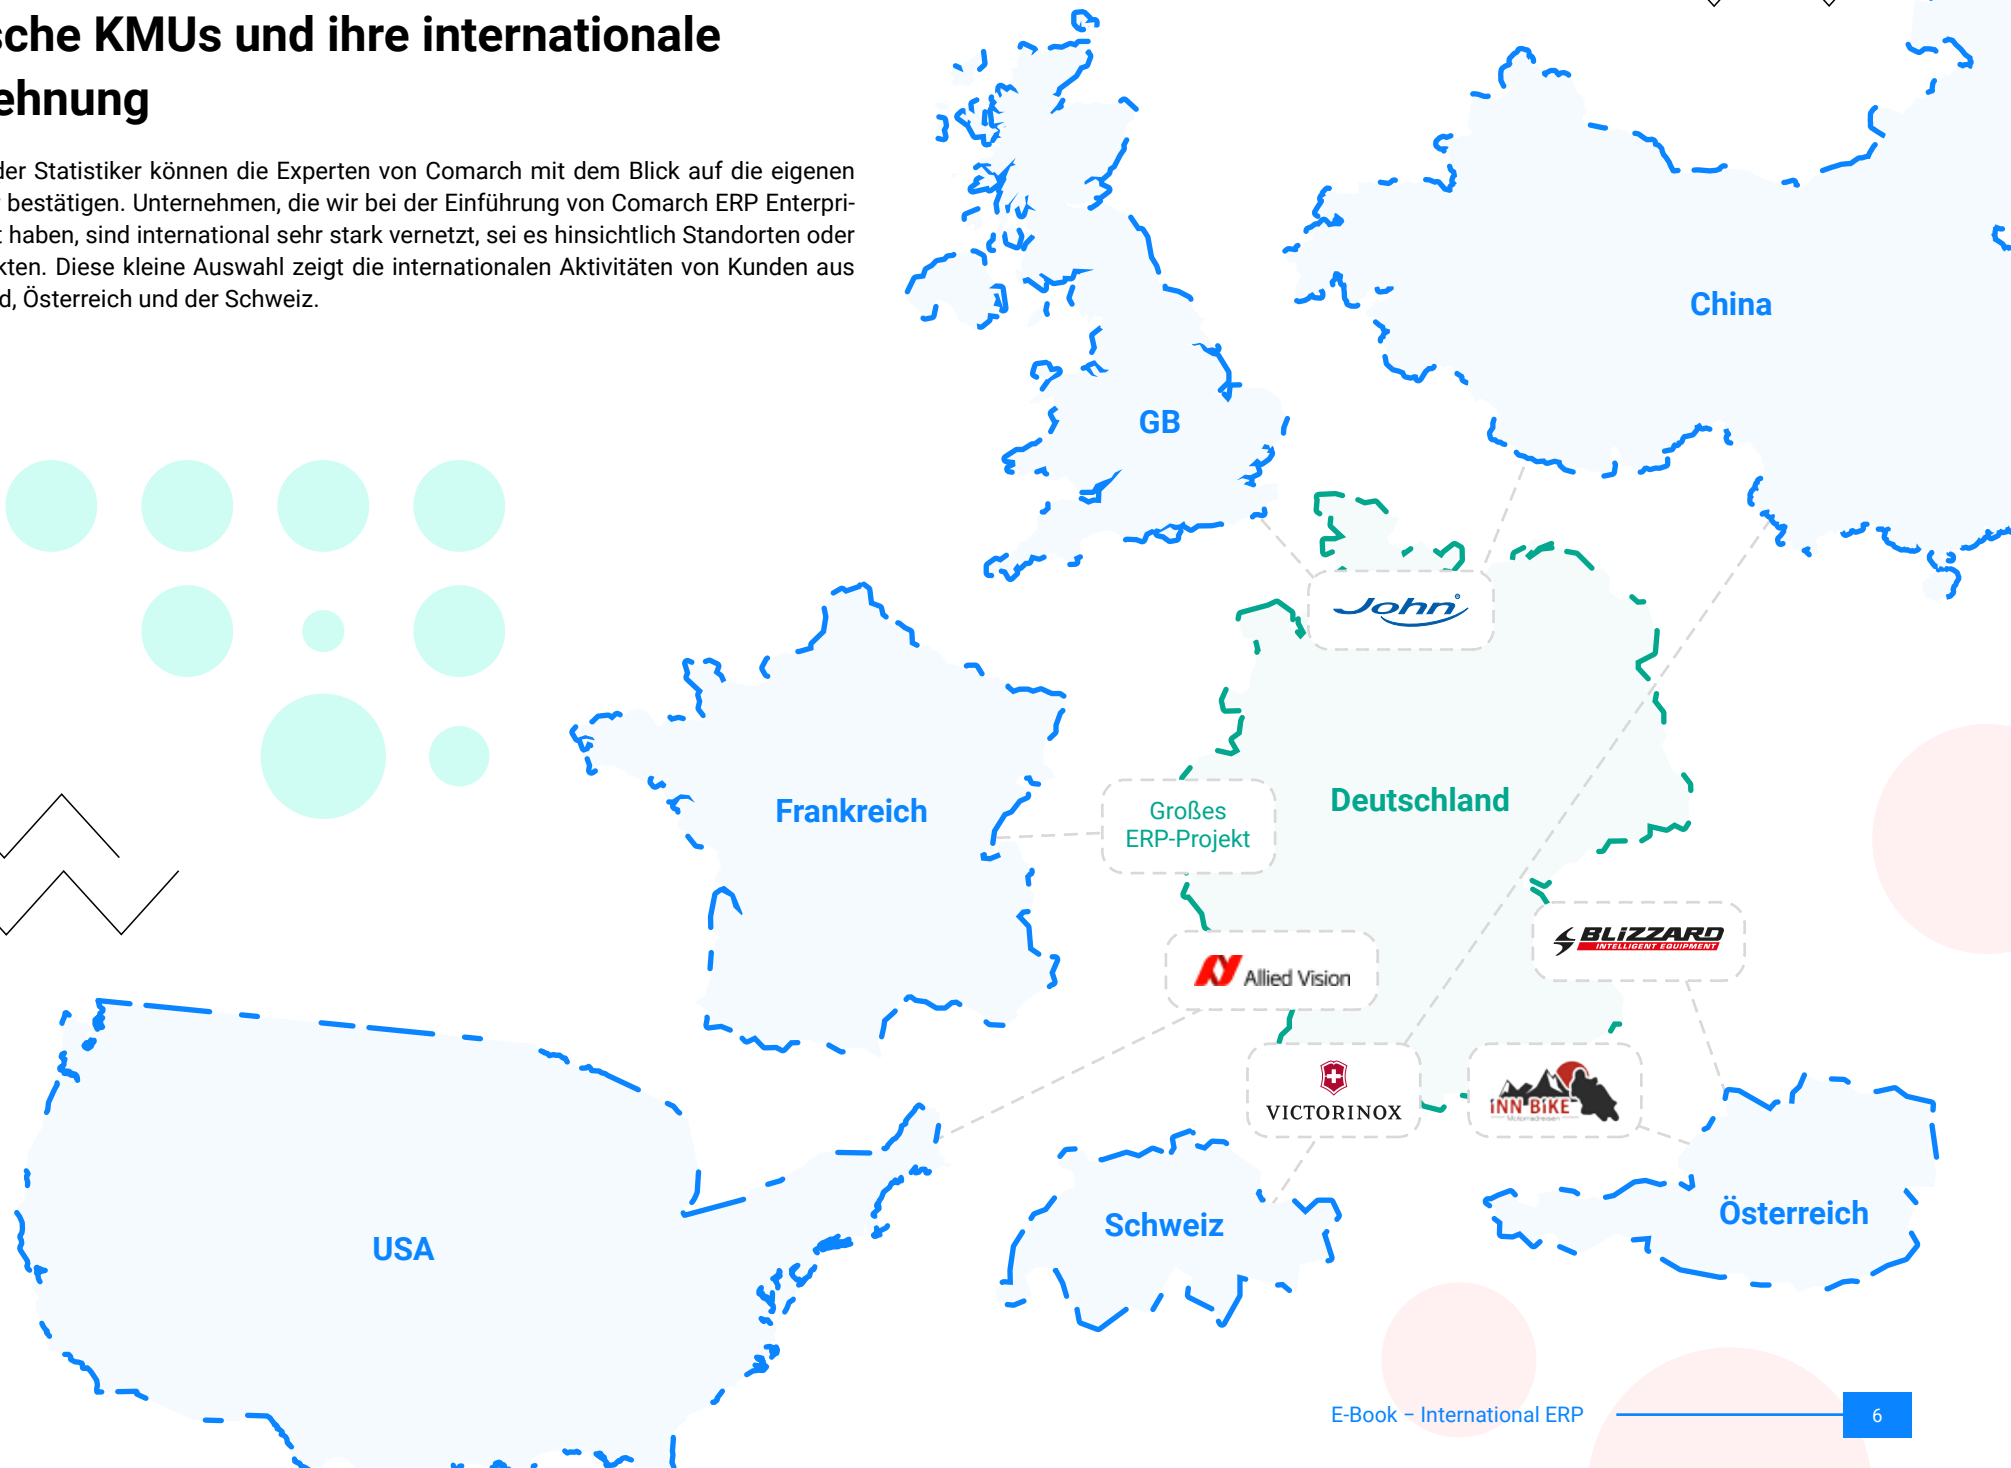 sche KMUs und ihre internationale
ehnung
der Statistiker können die Experten von Comarch mit dem Blick auf die eigenen
bestätigen. Unternehmen, die wir bei der Einführung von Comarch ERP Enterpri-
t haben, sind international sehr stark vernetzt, sei es hinsichtlich Standorten oder
kten. Diese kleine Auswahl zeigt die internationalen Aktivitäten von Kunden aus
d, Österreich und der Schweiz.
China
GB
John
Frankreich
Großes
ERP-Projekt
Deutschland
BLIZZARD
INTELLIGENT EQUIPMENT
Allied Vision
VICTORINOX
INN BIKE
Motorradreisen
USA
Schweiz
Österreich
E-Book – International ERP
6